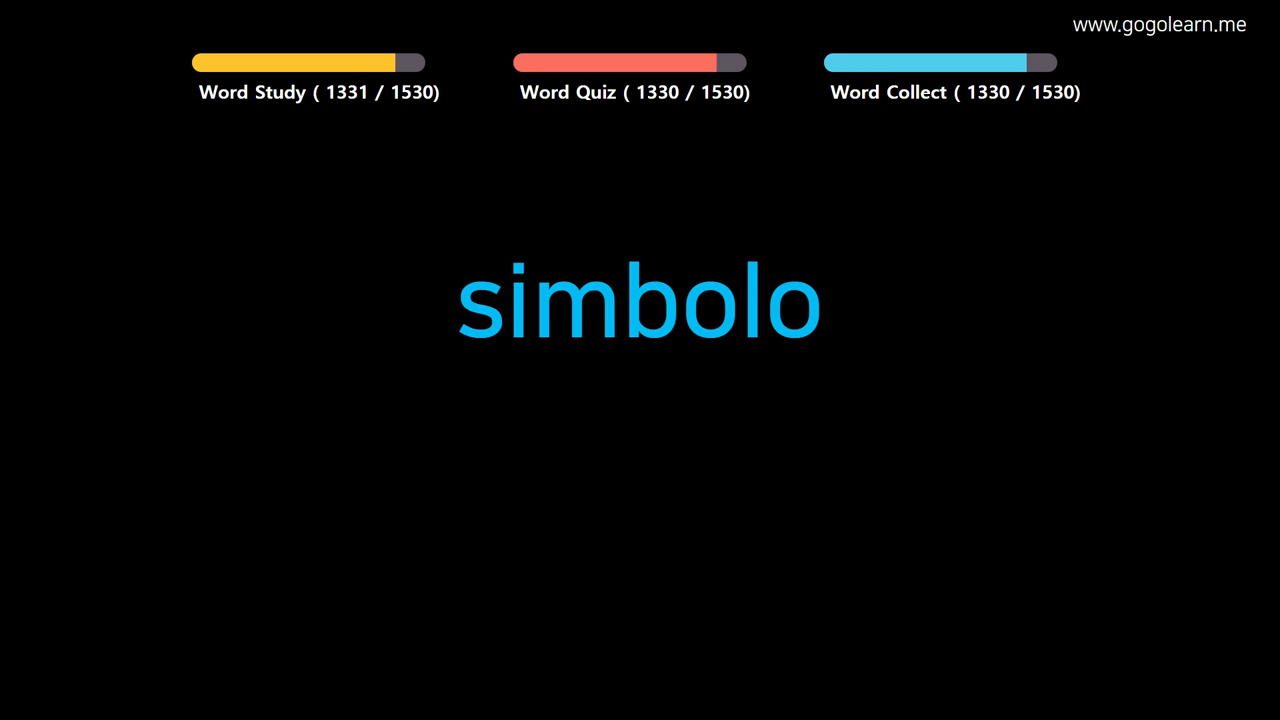 www.gogolearn.me
Word Study ( 1331 / 1530)
Word Quiz ( 1330 / 1530)
Word Collect ( 1330 / 1530)
simbolo